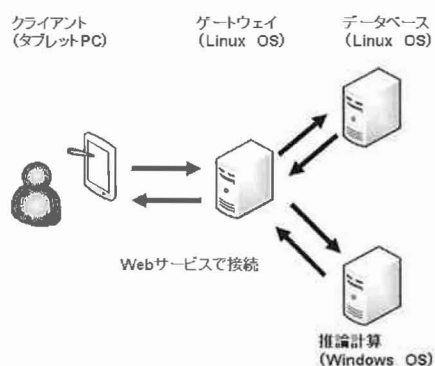 クライアント
(タブレットPC)
ゲートウェイ
(Linux OS)
データベース
(Linux OS)
Webサービスで接続
推論計算
(Windows OS)